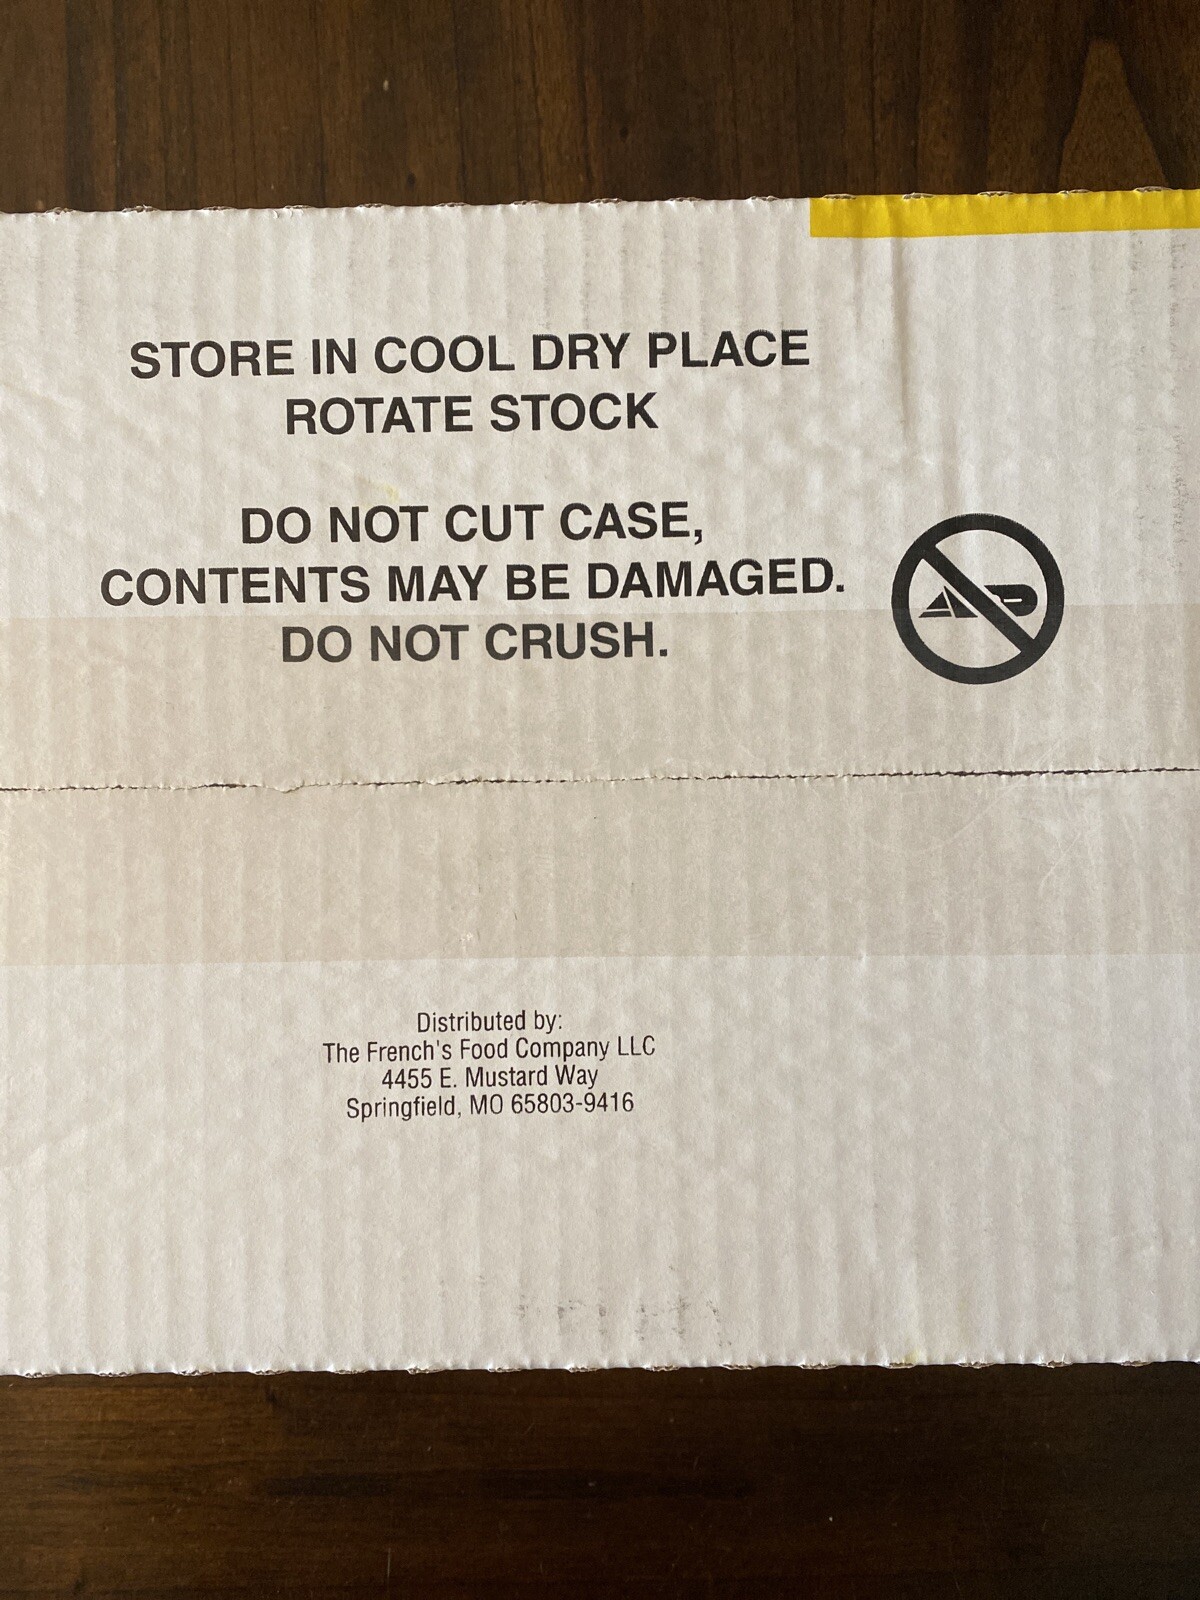 STORE IN COOL DRY PLACE
ROTATE STOCK
DO NOT CUT CASE,
CONTENTS MAY BE DAMAGED.
DO NOT CRUSH.
Distributed by:
The French's Food Company LLC
4455 E. Mustard Way
Springfield, MO 65803-9416